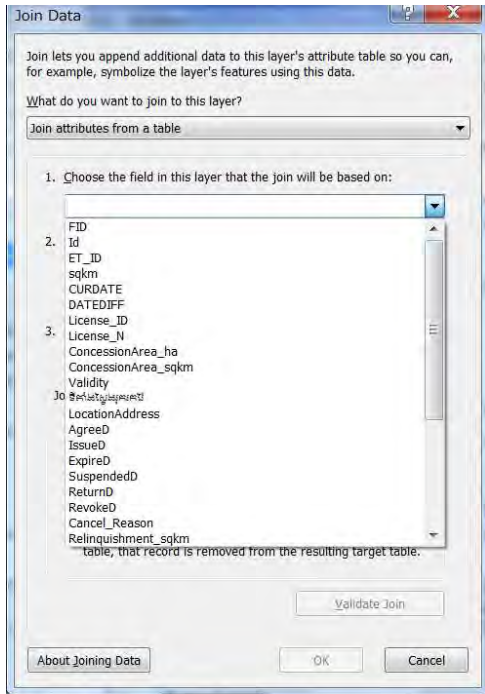 Join Data
Join lets you append additional data to this layer's attribute table so you can,
for example, symbolize the layer's features using this data.
What do you want to join to this layer?
Join attributes from a table
1. Choose the field in this layer that the join will be based on:
FID
2. Id
ET_ID
sqkm
CURDATE
DATEDIFF
License_ID
3. License_N
ConcessionArea_ha
ConcessionArea_sqkm
Validity
Jo
LocationAddress
AgreeD
IssueD
ExpireD
SuspendedD
ReturnD
RevokeD
Cancel_Reason
Relinquishment_sqkm
table, that record is removed from the resulting target table.
Validate Join
About Joining Data OK Cancel